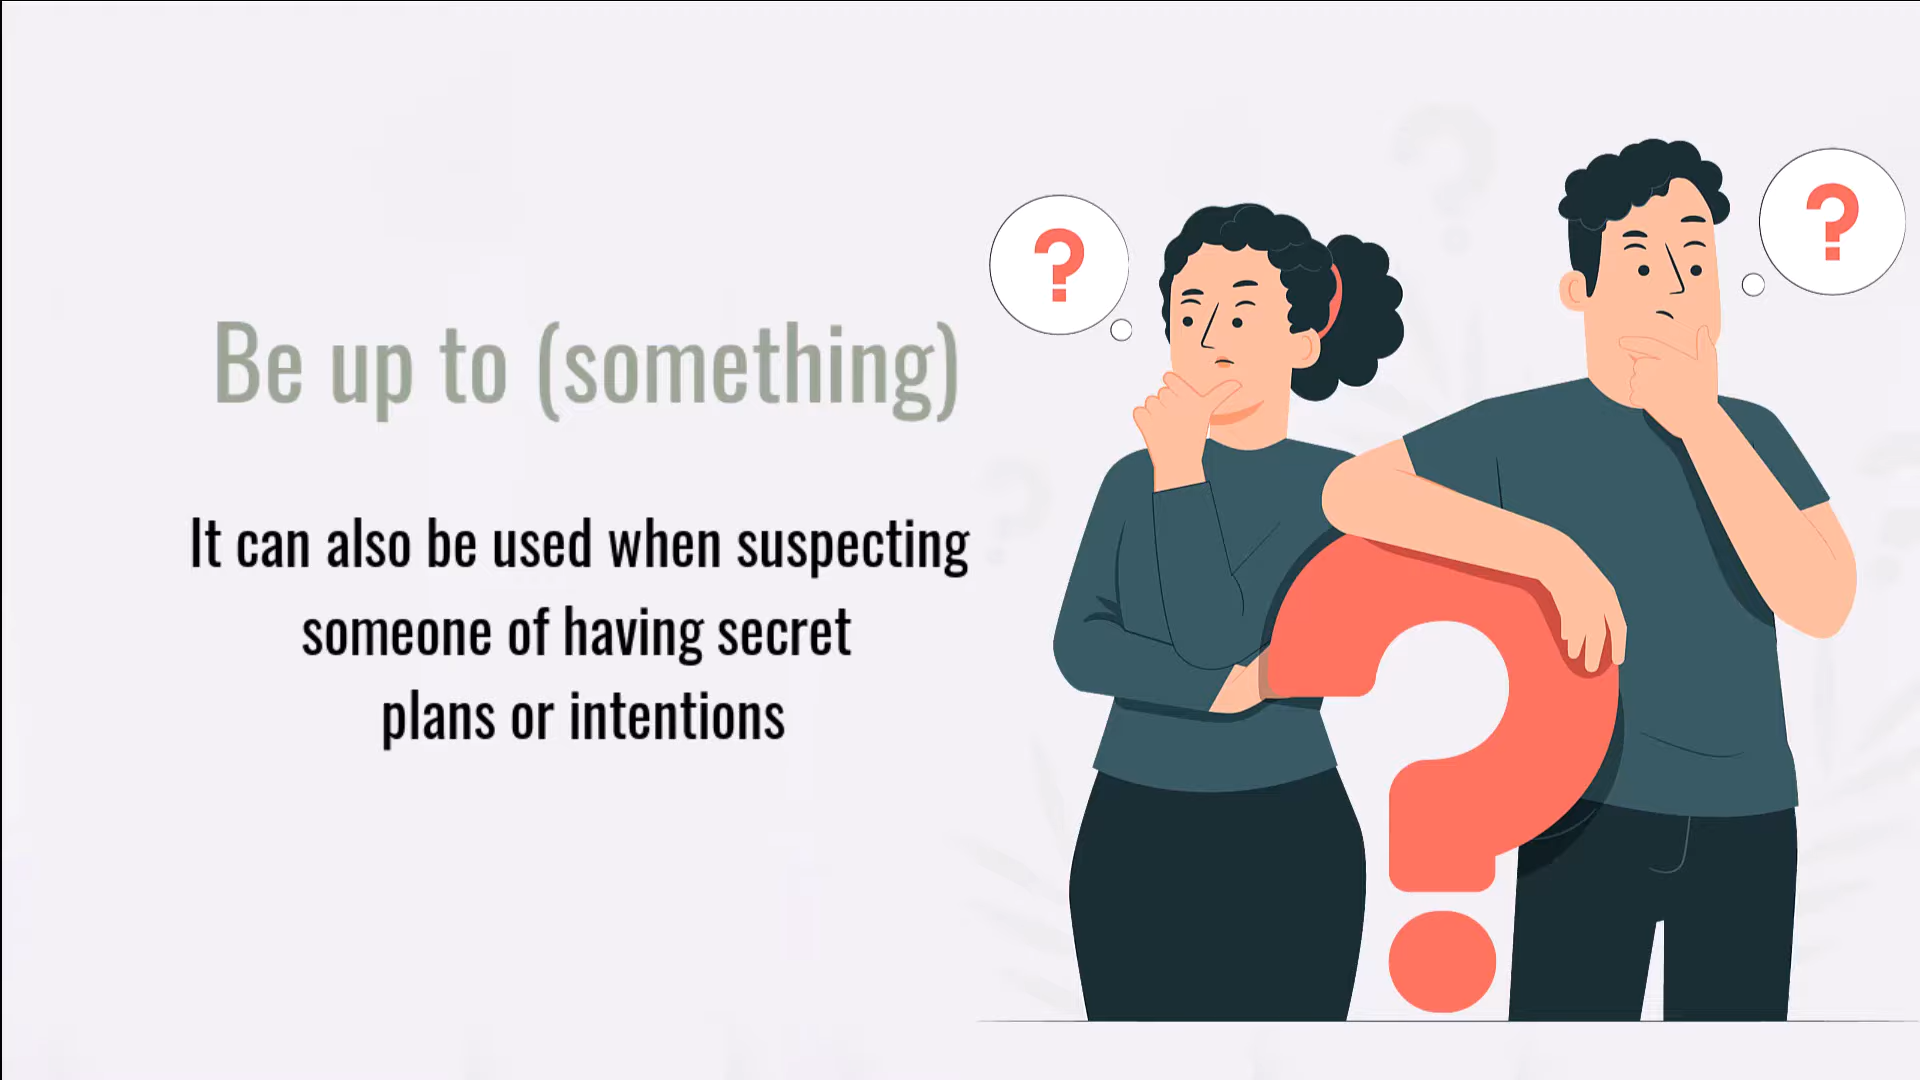 Be up to (something)
It can also be used when suspecting
someone of having secret
plans or intentions
?
?
?